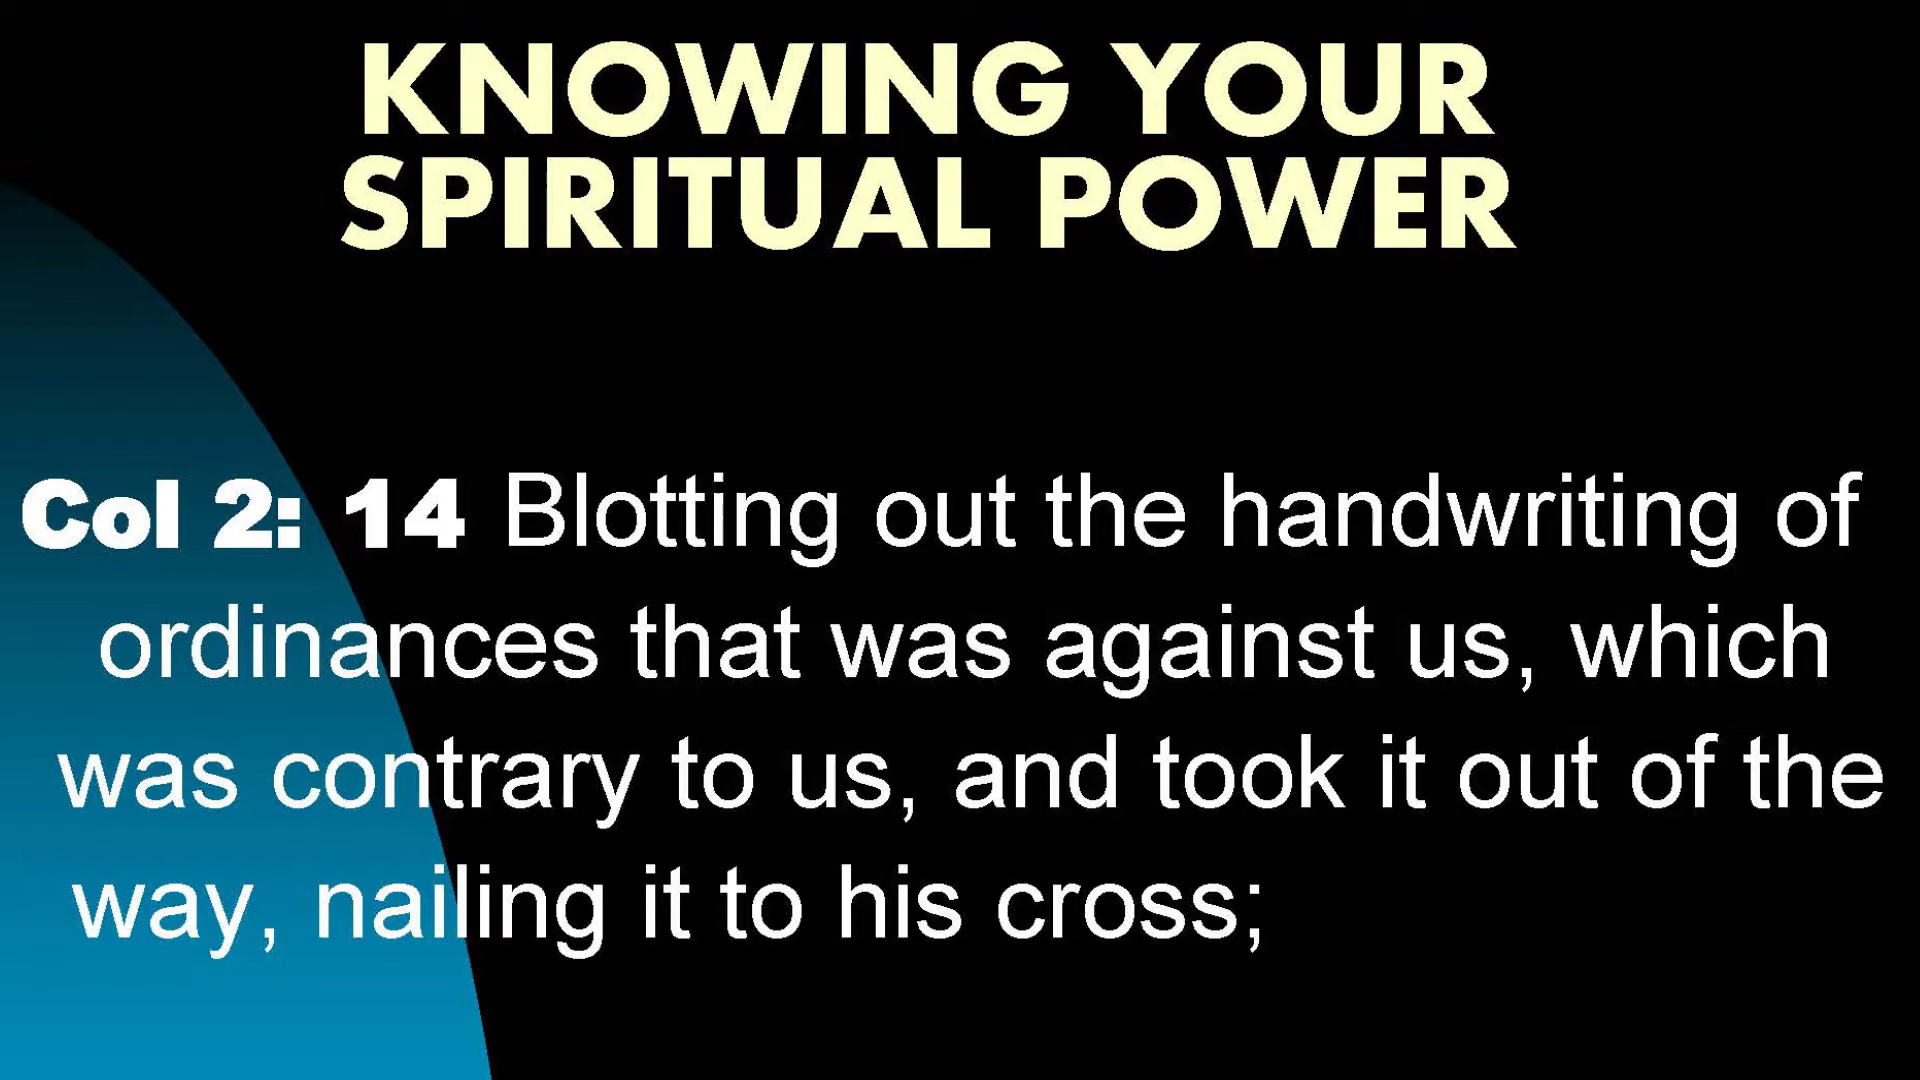 KNOWING YOUR
SPIRITUAL POWER
Col 2: 14 Blotting out the handwriting of
ordinances that was against us, which
was contrary to us, and took it out of the
way, nailing it to his cross;